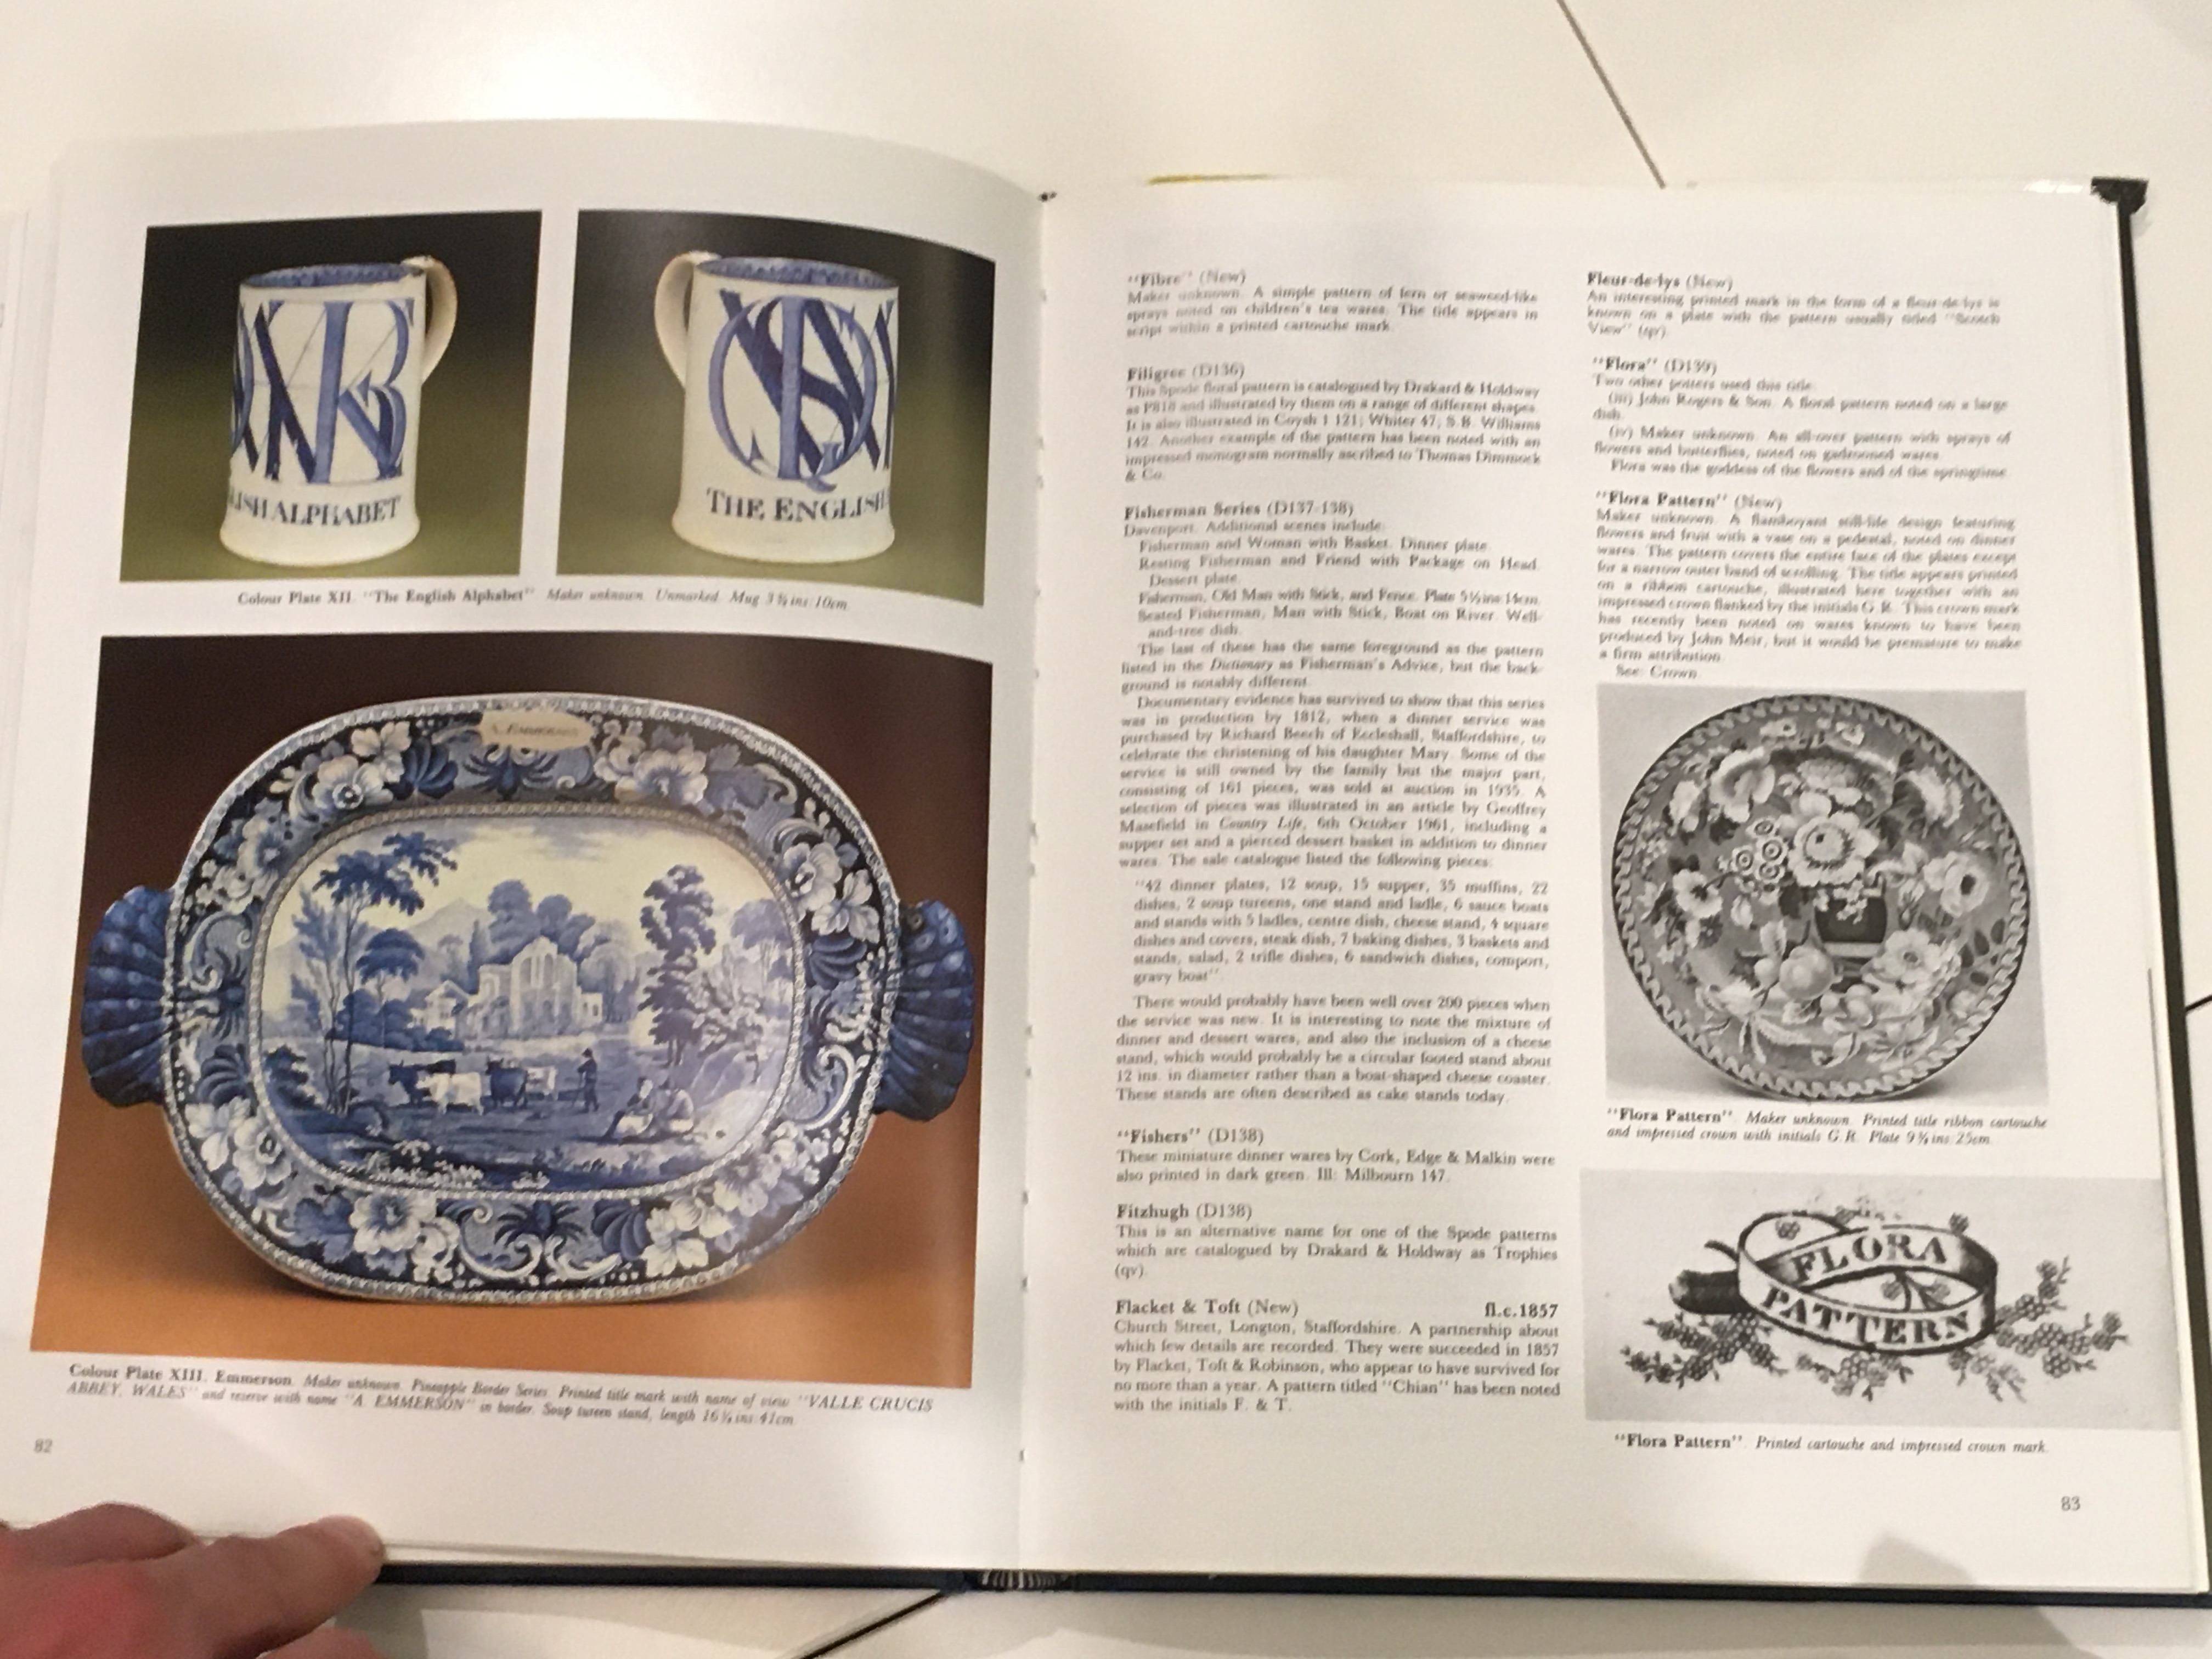 LISH ALPHABET
THE ENGLISH
Colour Plate XII. "The English Alphabet" Maker unknown. Unmarked. Mug 3¾ins:10cm.
A. EMMERSON
Colour Plate XIII. Emmerson. Maker unknown. Pineapple Border Series. Printed title mark with name of view "VALLE CRUCIS
ABBEY, WALES" and reserve with name "A. EMMERSON" in border. Soup tureen stand, length 16¼ins:41cm.
82
"Fibre" (New)
Maker unknown. A simple pattern of fern or seaweed-like
sprays noted on children's tea wares. The title appears in
script within a printed cartouche mark.
Filigree (D136)
This Spode floral pattern is catalogued by Drakard & Holdway
as P818 and illustrated by them on a range of different shapes.
It is also illustrated in Coysh 1 121; Whiter 47; S.B. Williams
142. Another example of the pattern has been noted with an
impressed monogram normally ascribed to Thomas Dimmock
& Co.
Fisherman Series (D137-138)
Davenport. Additional scenes include:
Fisherman and Woman with Basket. Dinner plate.
Resting Fisherman and Friend with Package on Head.
Dessert plate.
Fisherman, Old Man with Stick, and Fence. Plate 5½ins:14cm.
Seated Fisherman, Man with Stick, Boat on River. Well-
and-tree dish.
The last of these has the same foreground as the pattern
listed in the Dictionary as Fisherman's Advice, but the back-
ground is notably different.
Documentary evidence has survived to show that this series
was in production by 1812, when a dinner service was
purchased by Richard Beech of Eccleshall, Staffordshire, to
celebrate the christening of his daughter Mary. Some of the
service is still owned by the family but the major part,
consisting of 161 pieces, was sold at auction in 1935. A
selection of pieces was illustrated in an article by Geoffrey
Masefield in Country Life, 6th October 1961, including a
supper set and a pierced dessert basket in addition to dinner
wares. The sale catalogue listed the following pieces:
"42 dinner plates, 12 soup, 15 supper, 35 muffins, 22
dishes, 2 soup tureens, one stand and ladle, 6 sauce boats
and stands with 5 ladles, centre dish, cheese stand, 4 square
dishes and covers, steak dish, 7 baking dishes, 3 baskets and
stands, salad, 2 trifle dishes, 6 sandwich dishes, comport,
gravy boat".
There would probably have been well over 200 pieces when
the service was new. It is interesting to note the mixture of
dinner and dessert wares, and also the inclusion of a cheese
stand, which would probably be a circular footed stand about
12 ins. in diameter rather than a boat-shaped cheese coaster.
These stands are often described as cake stands today.
"Fishers" (D138)
These miniature dinner wares by Cork, Edge & Malkin were
also printed in dark green. Ill: Milbourn 147.
Fitzhugh (D138)
This is an alternative name for one of the Spode patterns
which are catalogued by Drakard & Holdway as Trophies
(qv).
Flacket & Toft (New) fl.c.1857
Church Street, Longton, Staffordshire. A partnership about
which few details are recorded. They were succeeded in 1857
by Flacket, Toft & Robinson, who appear to have survived for
no more than a year. A pattern titled "Chian" has been noted
with the initials F. & T.
Fleur-de-lys (New)
An interesting printed mark in the form of a fleur-de-lys is
known on a plate with the pattern usually titled "Scotch
View" (qv).
"Flora" (D139)
Two other potters used this title:
(iii) John Rogers & Son. A floral pattern noted on a large
dish.
(iv) Maker unknown. An all-over pattern with sprays of
flowers and butterflies, noted on gadrooned wares.
Flora was the goddess of the flowers and of the springtime.
"Flora Pattern" (New)
Maker unknown. A flamboyant still-life design featuring
flowers and fruit with a vase on a pedestal, noted on dinner
wares. The pattern covers the entire face of the plates except
for a narrow outer band of scrolling. The title appears printed
on a ribbon cartouche, illustrated here together with an
impressed crown flanked by the initials G.R. This crown mark
has recently been noted on wares known to have been
produced by John Meir, but it would be premature to make
a firm attribution.
See: Crown.
"Flora Pattern". Maker unknown. Printed title ribbon cartouche
and impressed crown with initials G.R. Plate 9¾ins:25cm.
FLORA
PATTERN
"Flora Pattern". Printed cartouche and impressed crown mark.
83